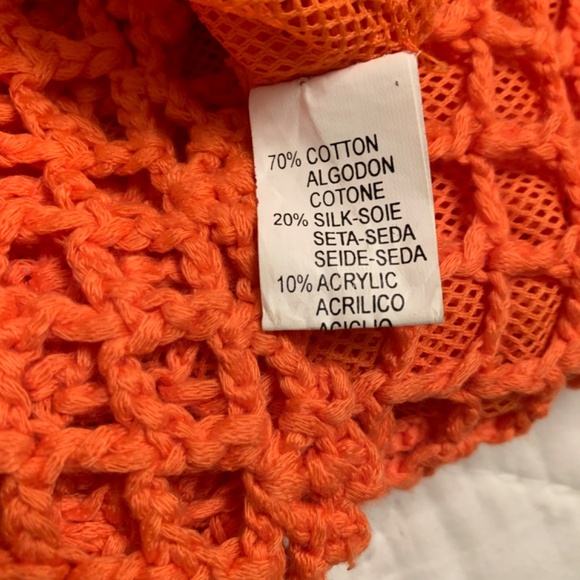 70% COTTON
ALGODON
COTONE
20% SILK-SOIE
SETA-SEDA
SEIDE-SEDA
10% ACRYLIC
ACRILICO